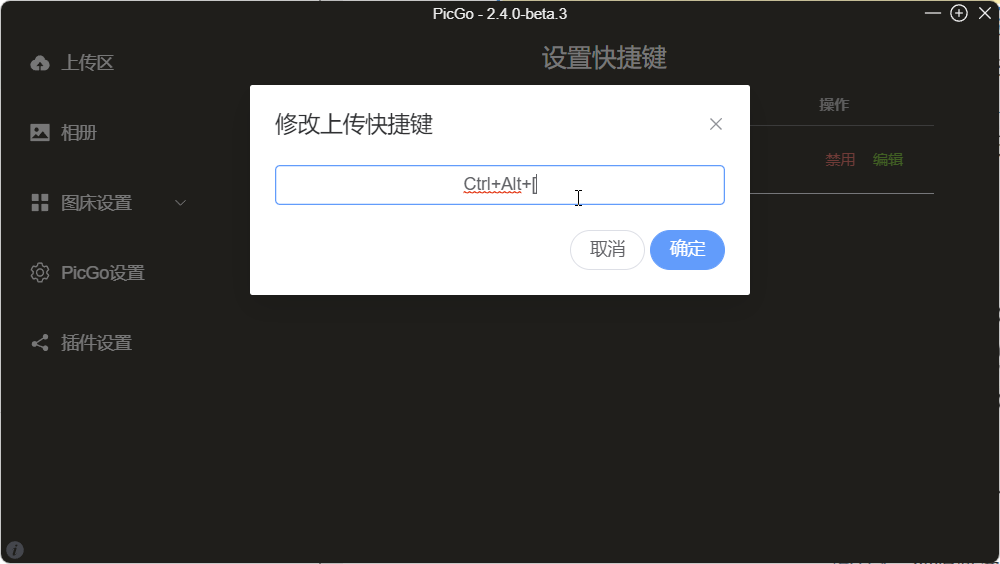 PicGo - 2.4.0-beta.3
上传区
相册
图床设置
PicGo设置
插件设置
设置快捷键
操作
禁用 编辑
修改上传快捷键
Ctrl+Alt+[
取消 确定